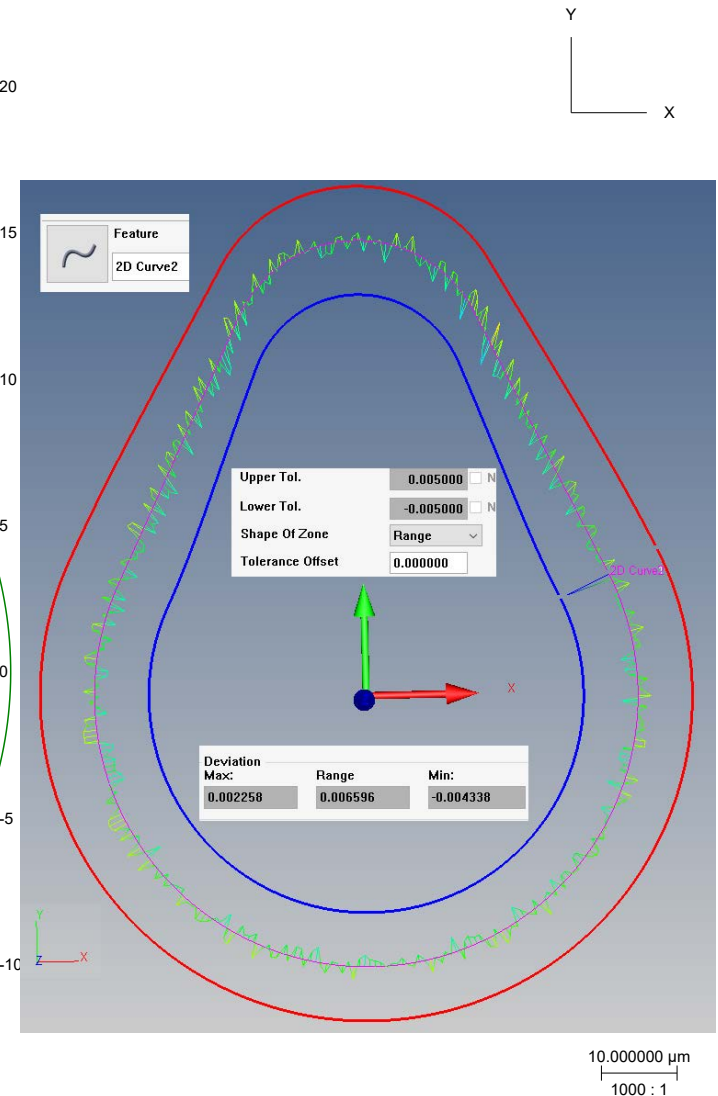 Y
X
20
15
10
5
0
-5
-10
Feature
2D Curve2
Upper Tol. 0.005000 N
Lower Tol. -0.005000 N
Shape Of Zone Range
Tolerance Offset 0.000000
2D Curve2
X
Deviation
Max: Range Min:
0.002258 0.006596 -0.004338
Y
Z X
10.000000 µm
1000 : 1